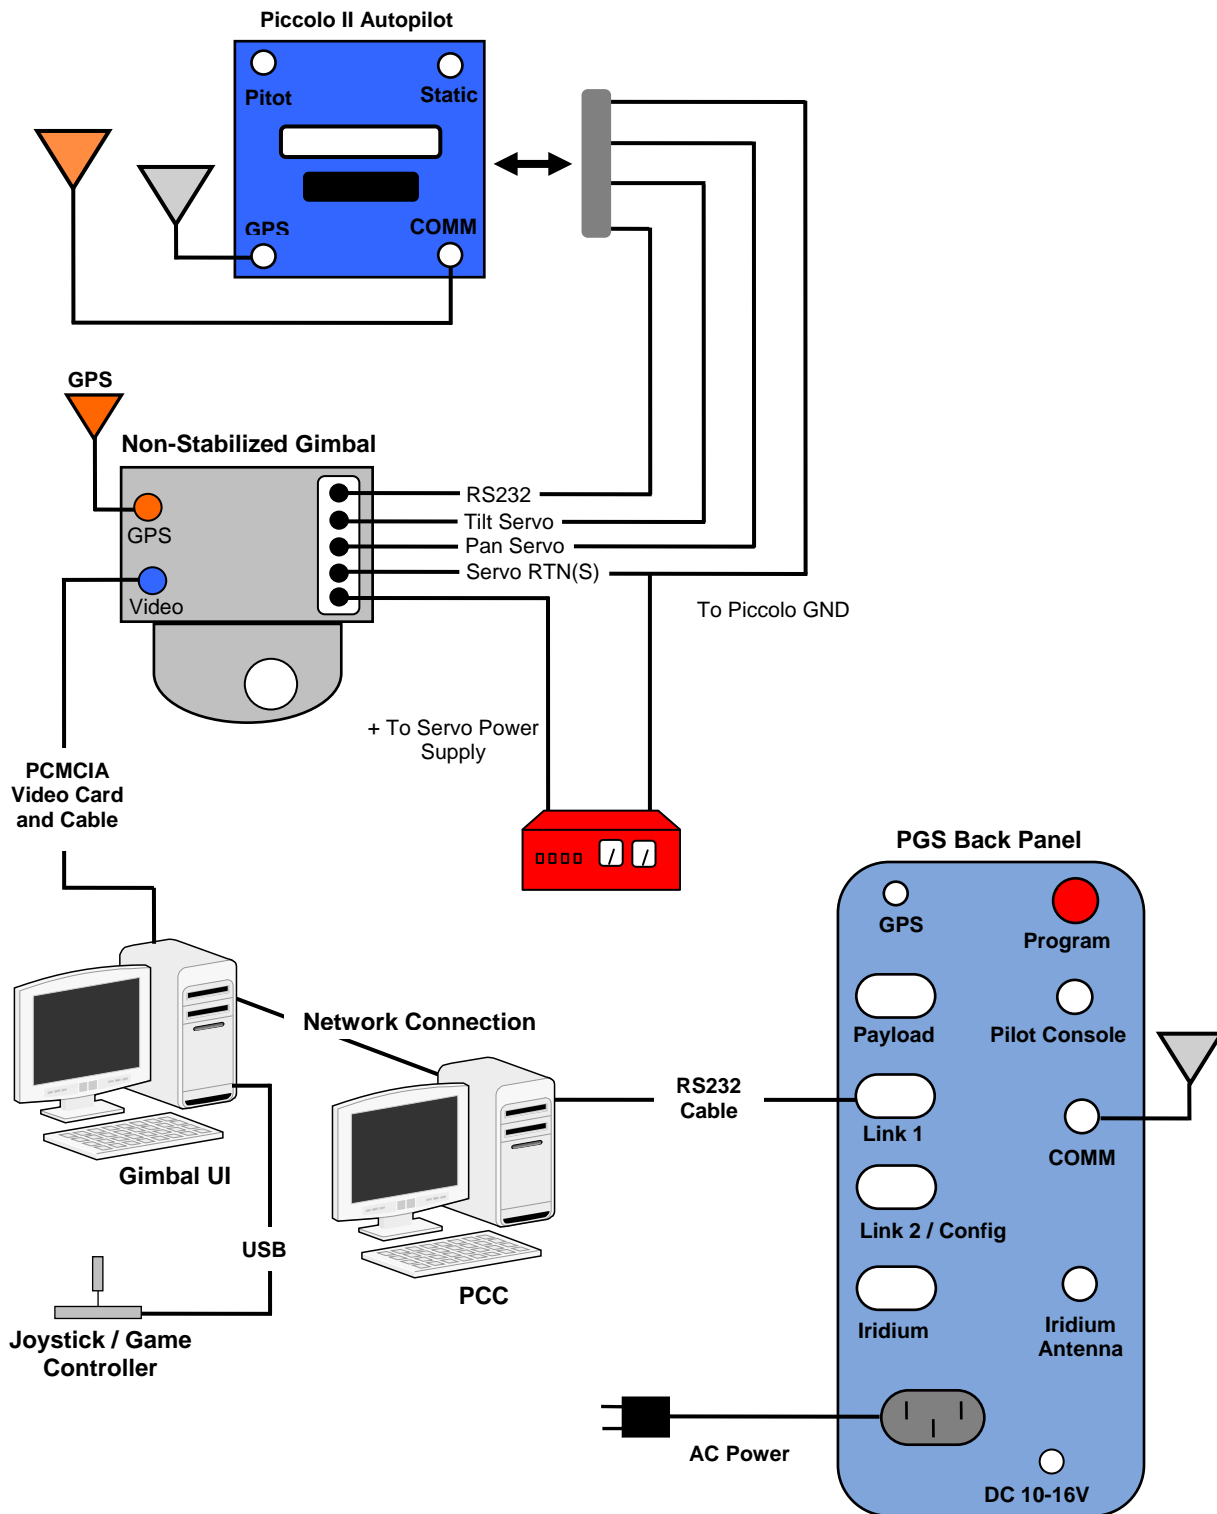 Piccolo II Autopilot
Pitot
Static
GPS
COMM
GPS
Non-Stabilized Gimbal
RS232
GPS
Tilt Servo
Pan Servo
Servo RTN(S)
Video
To Piccolo GND
+ To Servo Power
Supply
PCMCIA
Video Card
and Cable
PGS Back Panel
GPS
Program
Network Connection
Payload
Pilot Console
RS232
Cable
Link 1
COMM
Gimbal UI
Link 2 / Config
USB
PCC
Iridium
Iridium
Antenna
Joystick / Game
Controller
AC Power
DC 10-16V